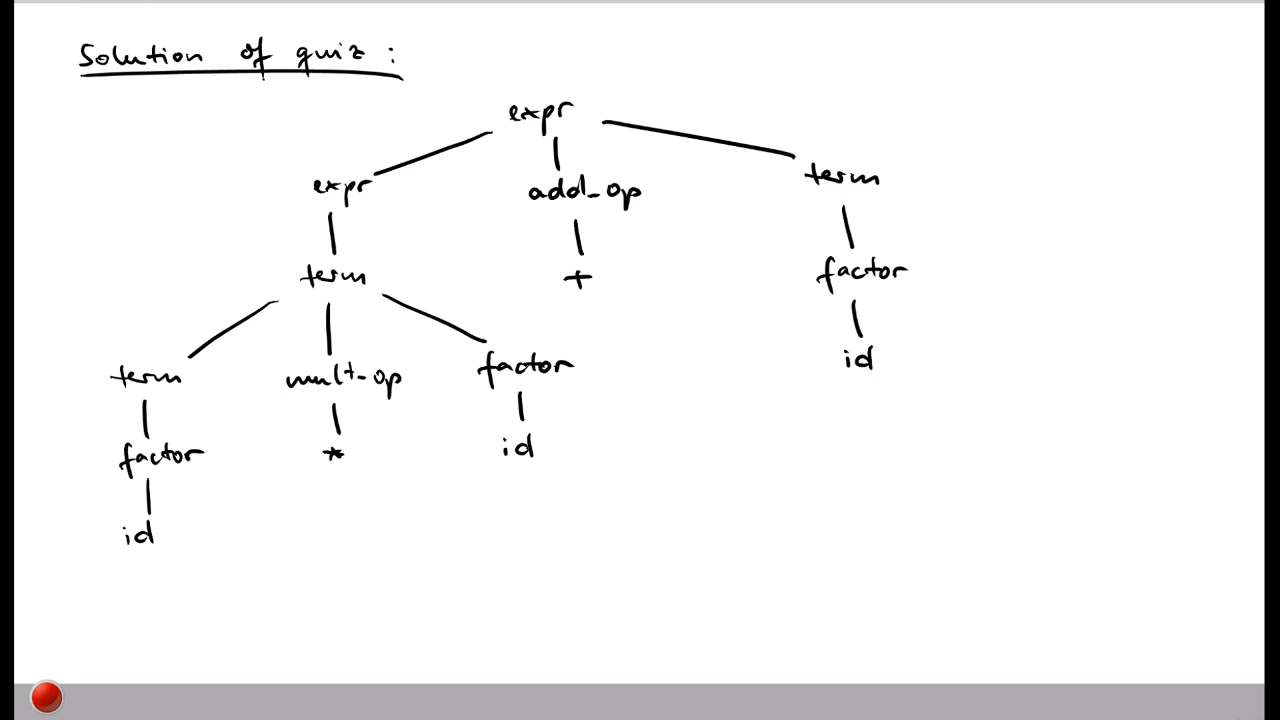 Solution of quiz :
expr
expr add_op term
term + factor
term mult-op factor id
factor * id
id